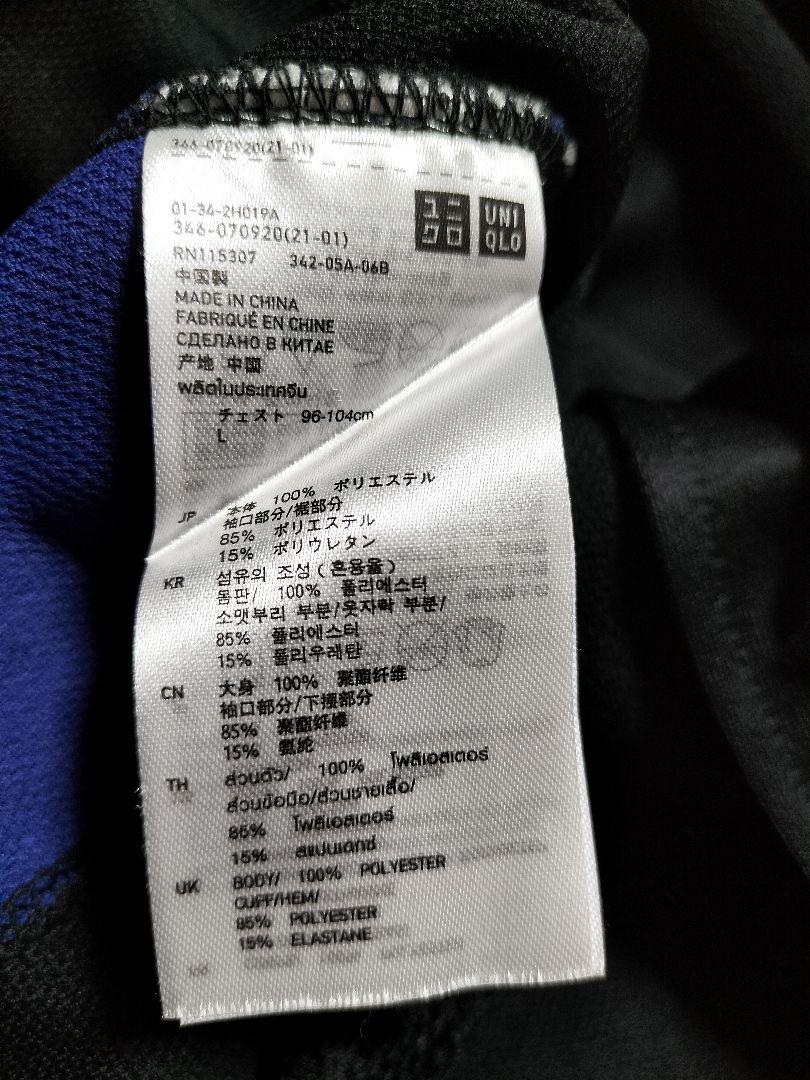 346-070920(21-01)
01-34-2H019A
346-070920(21-01)
ユニクロ
UNIQLO
RN115307 342-05A-06B
中国製
MADE IN CHINA
FABRIQUÉ EN CHINE
СДЕЛАНО В КИТАЕ
产地 中国
ผลิตในประเทศจีน
チェスト 96-104cm
L
JP 本体 100% ポリエステル
袖口部分/裾部分
85% ポリエステル
15% ポリウレタン
KR 섬유의 조성(혼용율)
몸판/ 100% 폴리에스터
소맷부리 부분/옷자락 부분/
85% 폴리에스터
15% 폴리우레탄
CN 大身 100% 聚酯纤维
袖口部分/下摆部分
85% 聚酯纤维
15% 氨纶
TH ส่วนตัว/ 100% โพลีเอสเตอร์
ส่วนข้อมือ/ส่วนชายเสื้อ/
85% โพลีเอสเตอร์
15% สแปนเดกซ์
UK BODY/ 100% POLYESTER
CUFF/HEM/
85% POLYESTER
15% ELASTANE